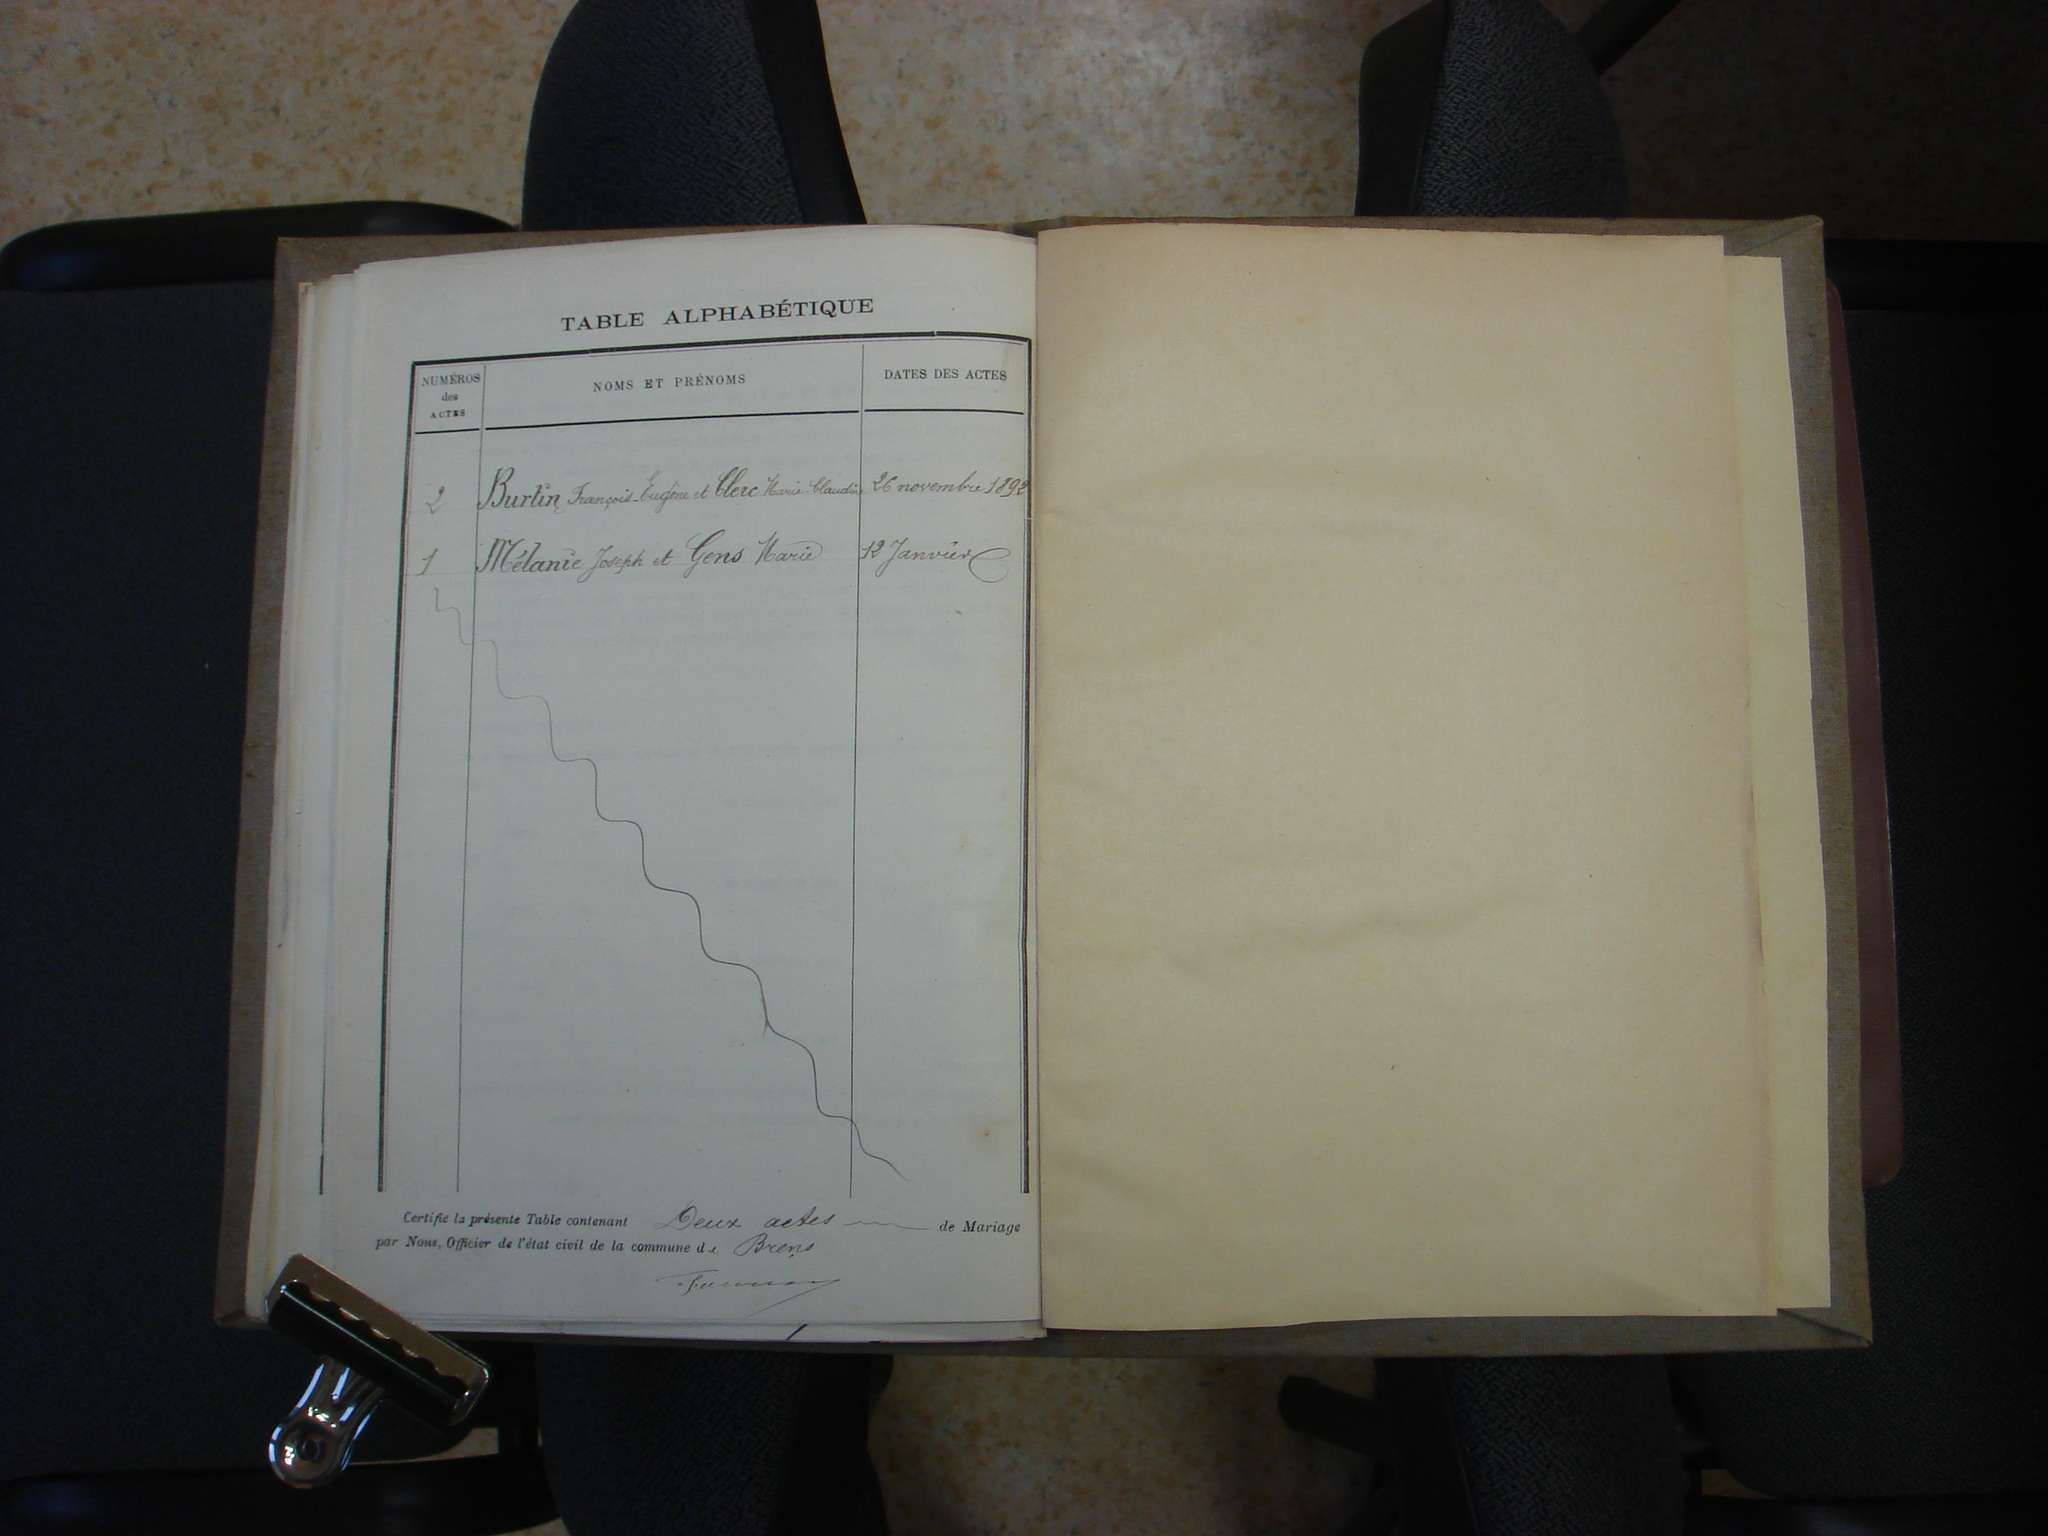 TABLE ALPHABÉTIQUE
NUMÉROS
des
ACTES
NOMS ET PRÉNOMS
DATES DES ACTES
2 Burtin François-Eugène et Clerc Marie-Claudine 26 novembre 1892
1 Mélanie Joseph et Gens Marie 12 Janvier
Certifié la présente Table contenant Deux actes de Mariage
par Nous, Officier de l'état civil de la commune de Brens